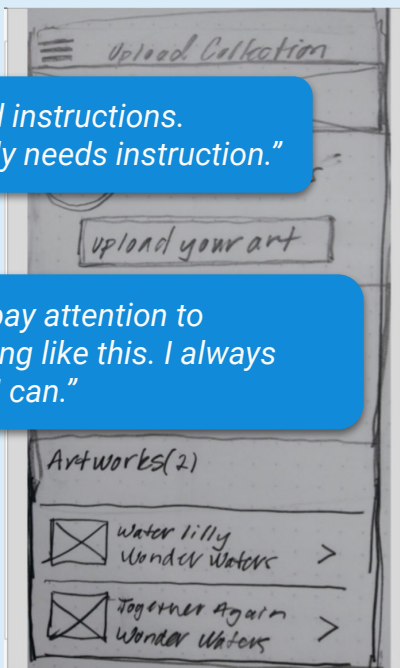 Upload Collection
instructions.
needs instruction.”
upload your art
pay attention to
like this. I always
can.”
Artworks(2)
Water lilly
Wonder Waters
Together Again
Wonder Waters